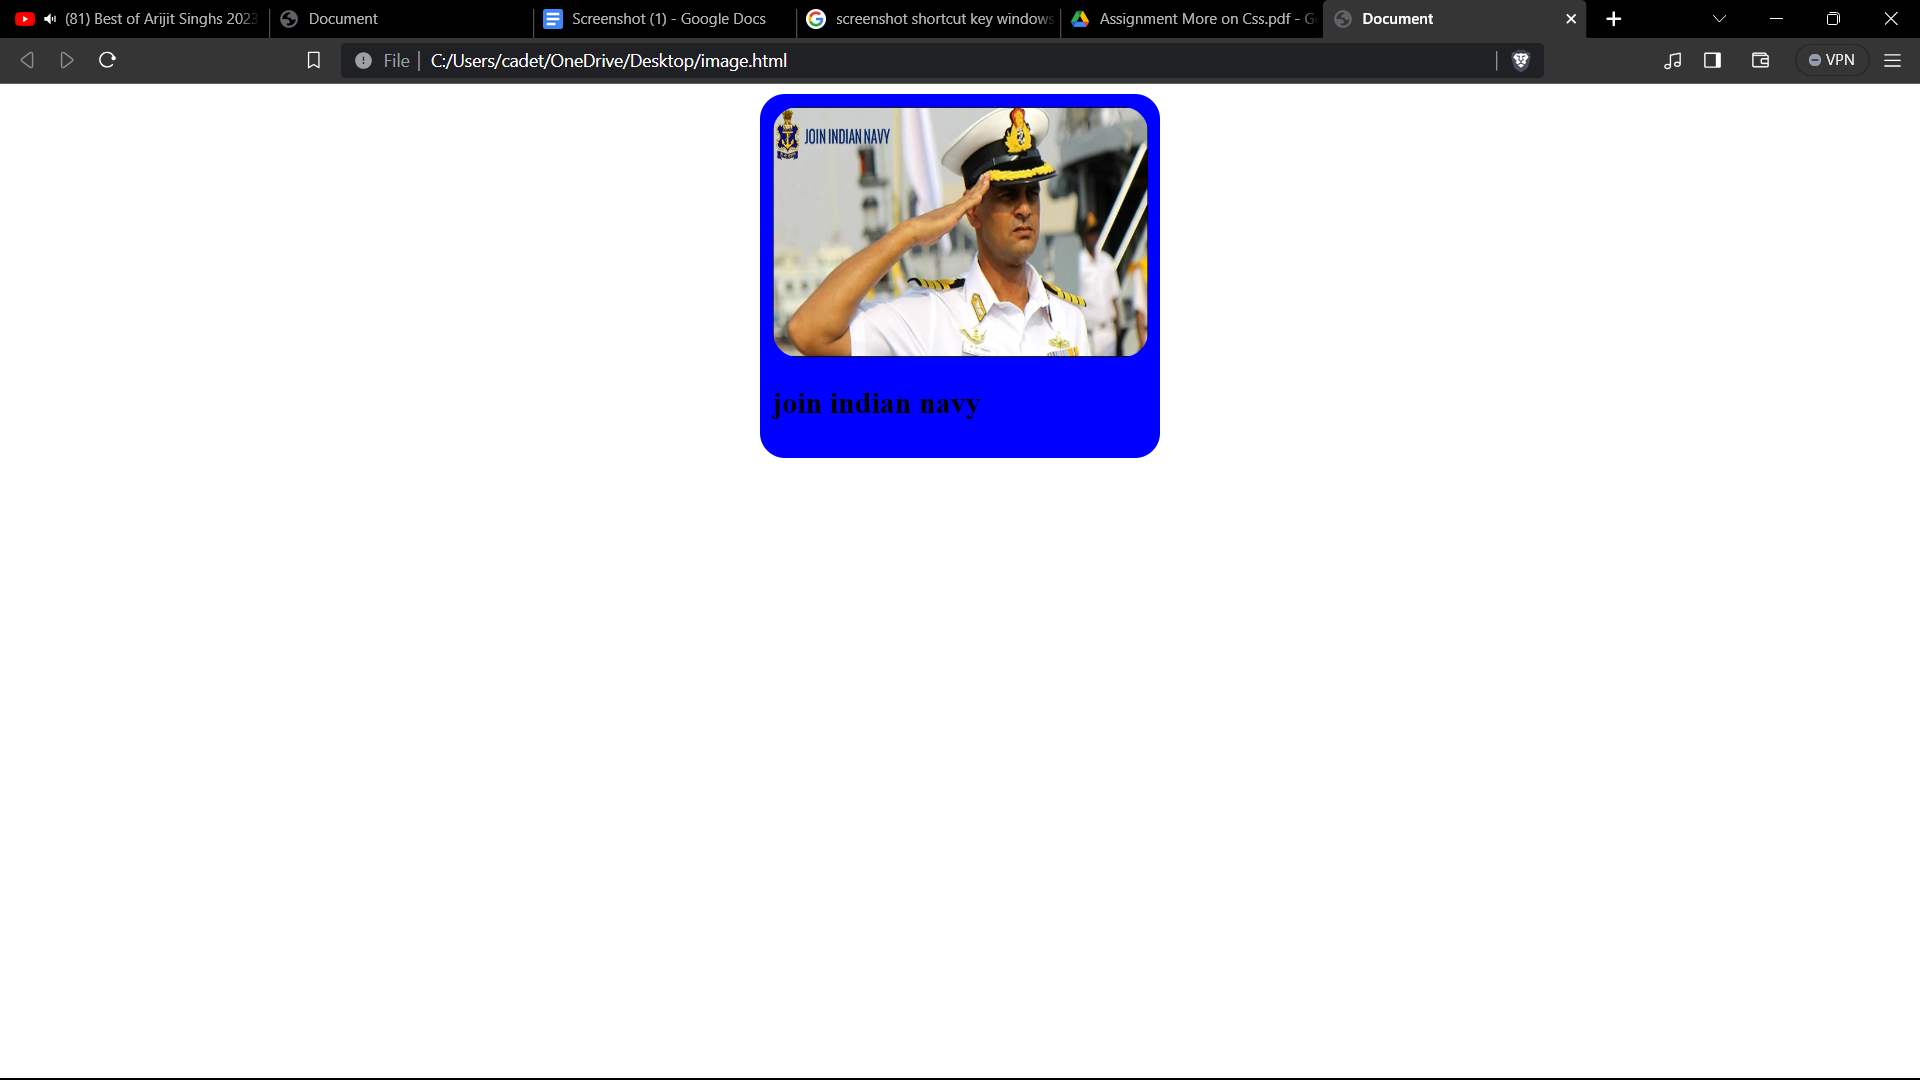 (81) Best of Arijit Singhs 2023
Document
Screenshot (1) - Google Docs
screenshot shortcut key windows
Assignment More on Css.pdf - G
Document
File
C:/Users/cadet/OneDrive/Desktop/image.html
VPN
JOIN INDIAN NAVY
join indian navy